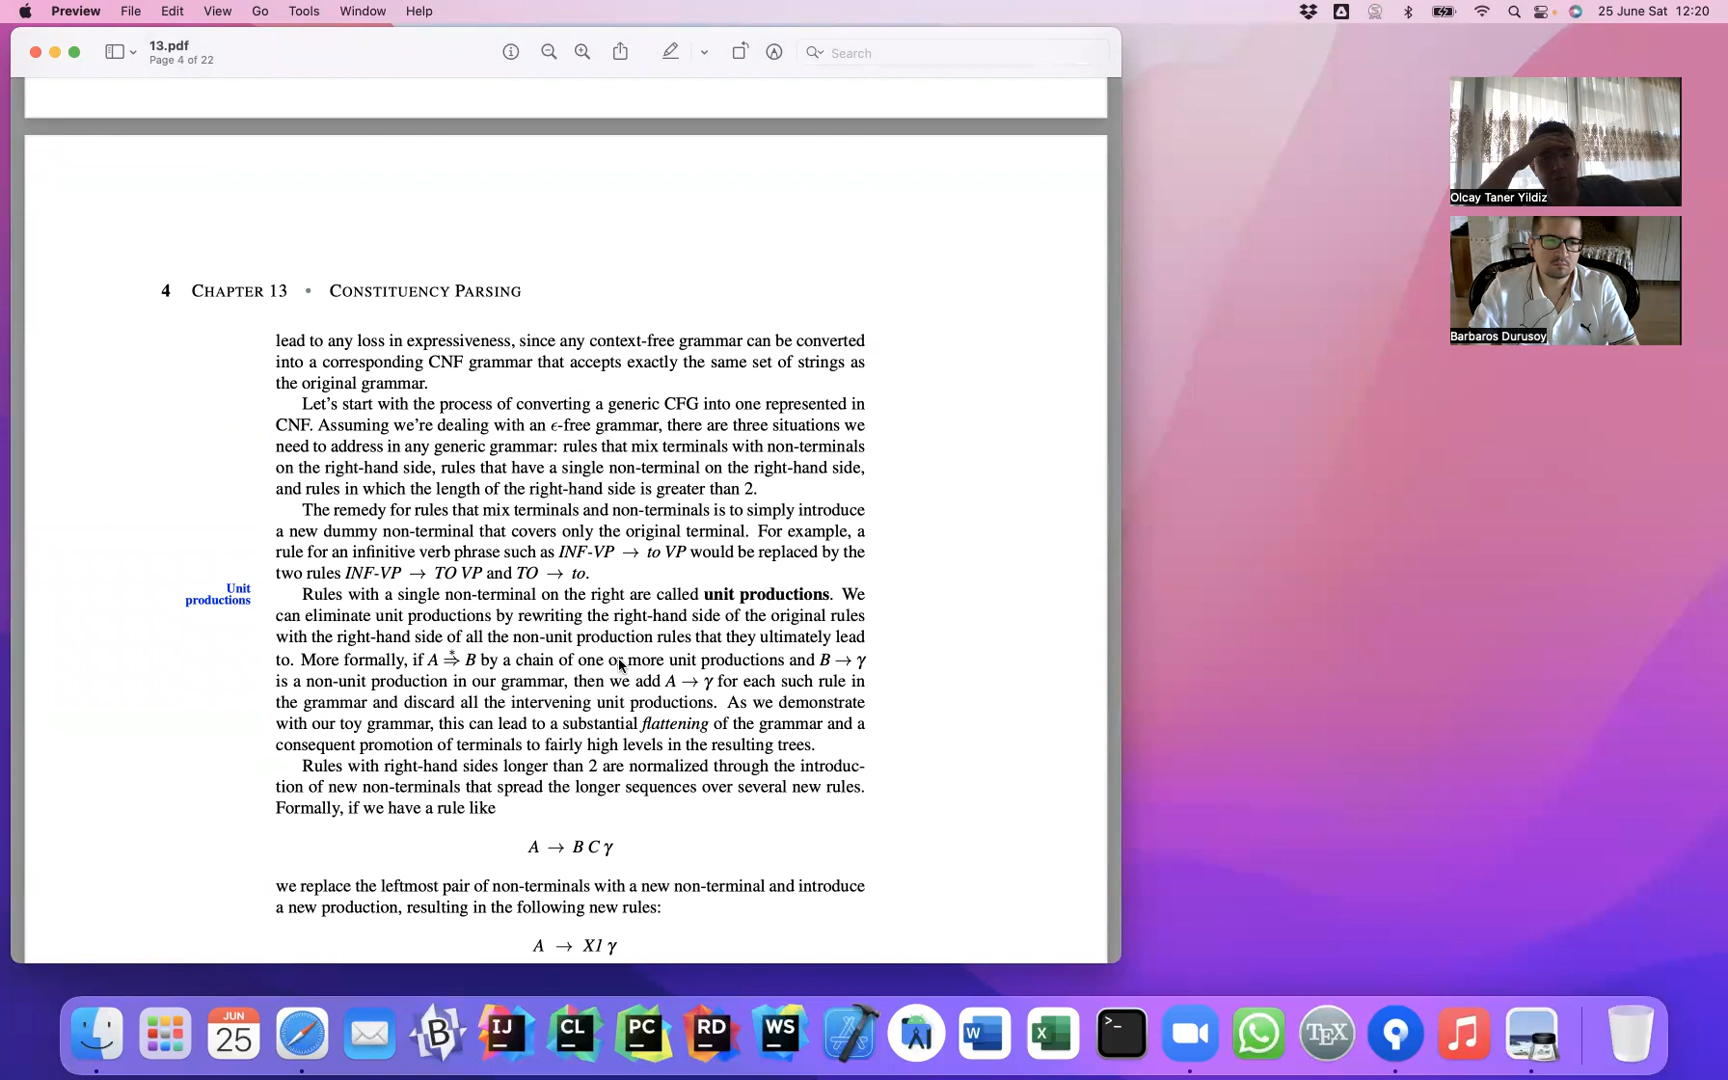 Preview File Edit View Go Tools Window Help 25 June Sat 12:20
13.pdf
Page 4 of 22
Search
4 CHAPTER 13 • CONSTITUENCY PARSING
lead to any loss in expressiveness, since any context-free grammar can be converted
into a corresponding CNF grammar that accepts exactly the same set of strings as
the original grammar.
Let's start with the process of converting a generic CFG into one represented in
CNF. Assuming we're dealing with an ϵ-free grammar, there are three situations we
need to address in any generic grammar: rules that mix terminals with non-terminals
on the right-hand side, rules that have a single non-terminal on the right-hand side,
and rules in which the length of the right-hand side is greater than 2.
The remedy for rules that mix terminals and non-terminals is to simply introduce
a new dummy non-terminal that covers only the original terminal. For example, a
rule for an infinitive verb phrase such as INF-VP → to VP would be replaced by the
two rules INF-VP → TO VP and TO → to.
Unit
productions
Rules with a single non-terminal on the right are called unit productions. We
can eliminate unit productions by rewriting the right-hand side of the original rules
with the right-hand side of all the non-unit production rules that they ultimately lead
to. More formally, if A ⇒* B by a chain of one or more unit productions and B → γ
is a non-unit production in our grammar, then we add A → γ for each such rule in
the grammar and discard all the intervening unit productions. As we demonstrate
with our toy grammar, this can lead to a substantial flattening of the grammar and a
consequent promotion of terminals to fairly high levels in the resulting trees.
Rules with right-hand sides longer than 2 are normalized through the introduc-
tion of new non-terminals that spread the longer sequences over several new rules.
Formally, if we have a rule like
A → B C γ
we replace the leftmost pair of non-terminals with a new non-terminal and introduce
a new production, resulting in the following new rules:
A → X1 γ
Olcay Taner Yildiz
Barbaros Durusoy
JUN
25
IJ
CL
PC
RD
WS
W
X
>_
TEX